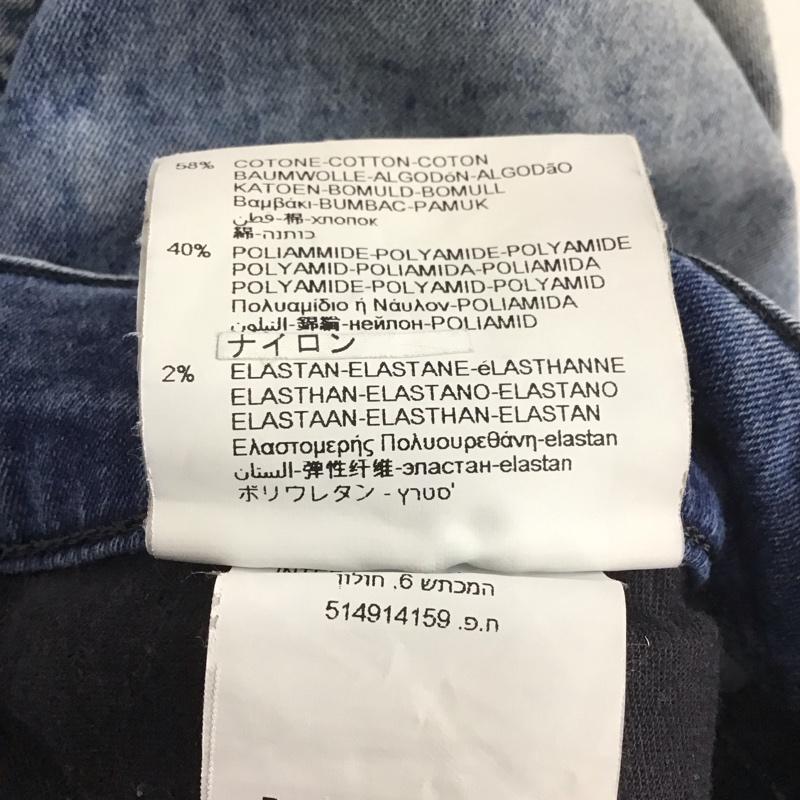 58% COTONE-COTTON-COTON
BAUMWOLLE-ALGODóN-ALGODãO
KATOEN-BOMULD-BOMULL
Βαμβάκι-BUMBAC-PAMUK
قطن-棉-хлопок
綿-כותנה
40% POLIAMMIDE-POLYAMIDE-POLYAMIDE
POLYAMID-POLIAMIDA-POLIAMIDA
POLYAMIDE-POLYAMID-POLYAMID
Πολυαμίδιο ή Νάυλον-POLIAMIDA
النيلون-錦綸-нейлон-POLIAMID
ナイロン
2% ELASTAN-ELASTANE-éLASTHANNE
ELASTHAN-ELASTANO-ELASTANO
ELASTAAN-ELASTHAN-ELASTAN
Ελαστομερής Πολυουρεθάνη-elastan
الستان-弹性纤维-эластан-elastan
ポリウレタン - סטרץ'
המכתש 6, חולון
ח.פ. 514914159